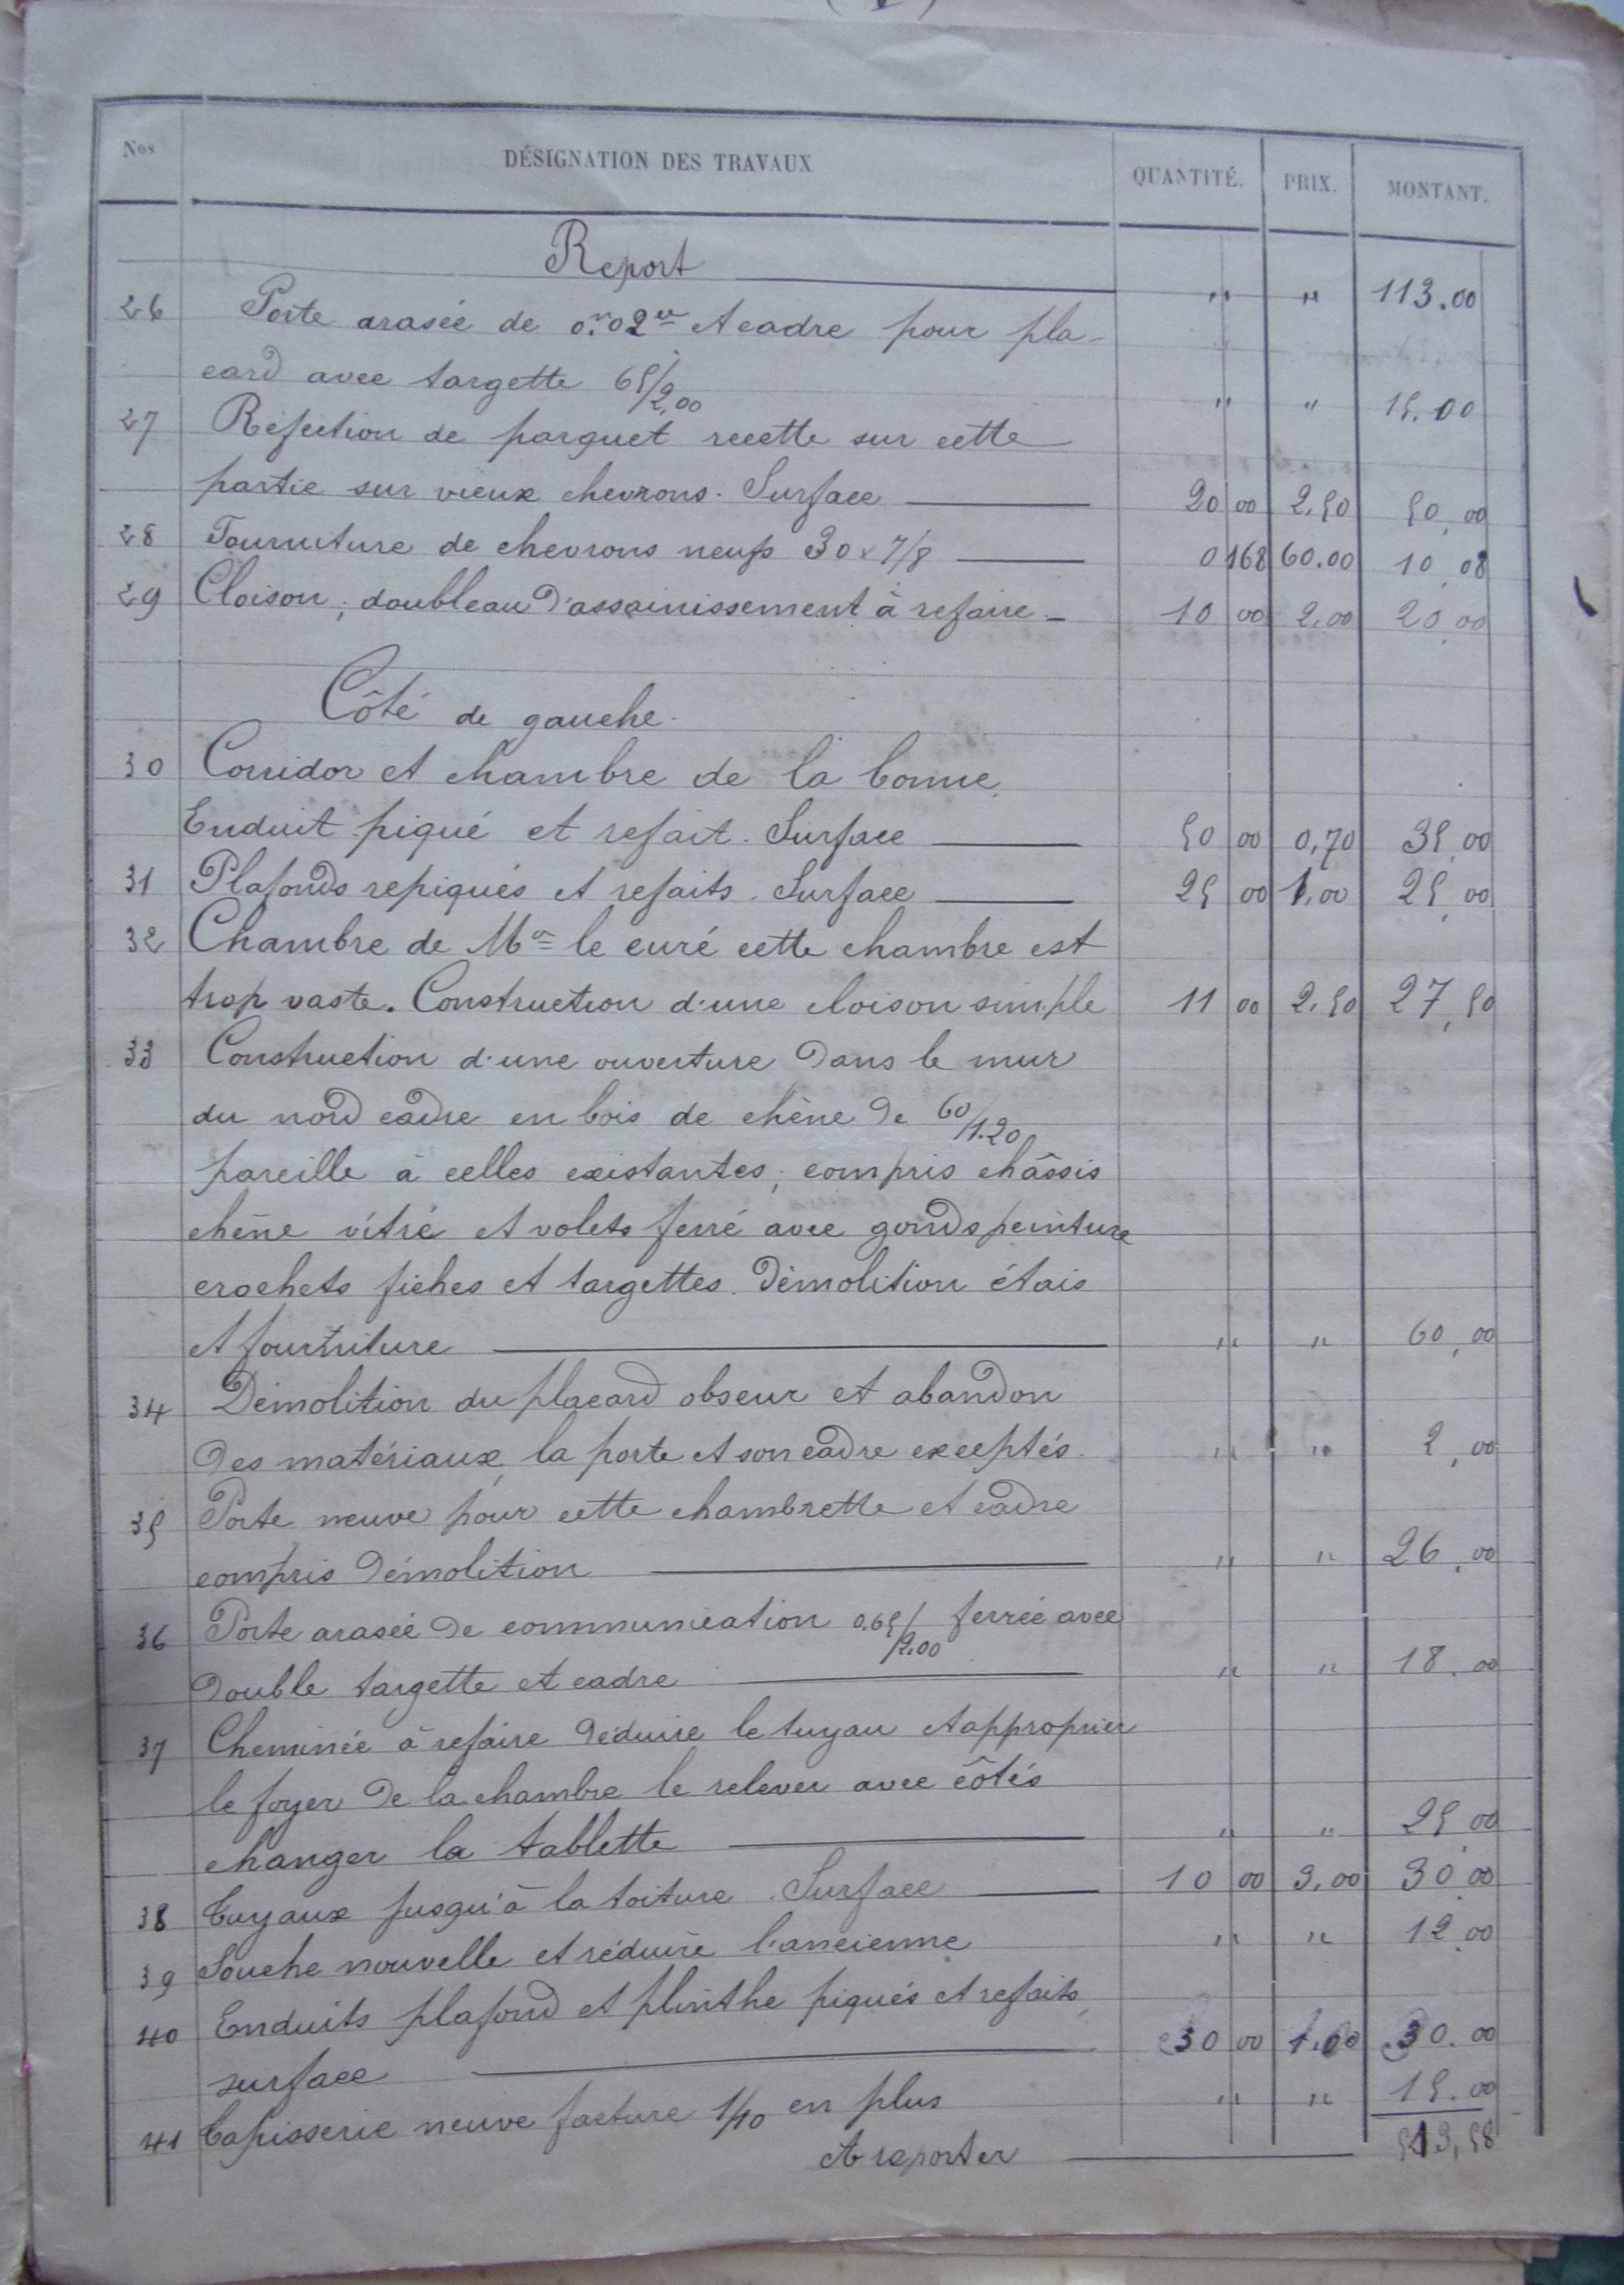 Nos DÉSIGNATION DES TRAVAUX QUANTITÉ. PRIX. MONTANT.
Report " " 113.00
26 Porte arasée de 0.m02 et cadre pour pla-
card avec targette 65/2,00 " " 15.00
27 Réfection de parquet recette sur cette
partie sur vieux chevrons. Surface 20 00 2,50 50,00
28 Fourniture de chevrons neufs 30 x 7/8 0 168 60.00 10,08
29 Cloison, doubleau d'assainissement à refaire - 10 00 2,00 20,00
Côté de gauche.
30 Corridor et chambre de la bonne,
Enduit piqué et refait. Surface 50 00 0,70 35,00
31 Plafonds repiqués et refaits. Surface 25 00 1,00 25,00
32 Chambre de Mr le curé cette chambre est
trop vaste. Construction d'une cloison simple 11 00 2,50 27,50
33 Construction d'une ouverture dans le mur
du nord cadre en bois de chêne de 60/1.20
pareille à celles existantes, compris châssis
chêne vitré et volets ferré avec gonds peinture
crochets fiches et targettes. Démolition étais
et fourniture " " 60,00
34 Démolition du placard obscur et abandon
des matériaux, la porte et son cadre exceptés. " " 2,00
35 Porte neuve pour cette chambrette et cadre
compris démolition " " 26,00
36 Porte arasée de communication 0.65/2.00 ferrée avec
double targette et cadre " " 18.00
37 Cheminée à refaire déduire le tuyau et approprier
le foyer de la chambre le relever avec côtés
changer la tablette " " 25,00
38 Tuyaux jusqu'à la toiture. Surface 10 00 3,00 30,00
39 Souche nouvelle et réduire l'ancienne " " 12,00
40 Enduits plafond et plinthe piqués et refaits,
surface 30 00 1.00 30.00
41 Tapisserie neuve facture 1/10 en plus " " 15.00
A reporter 513,58